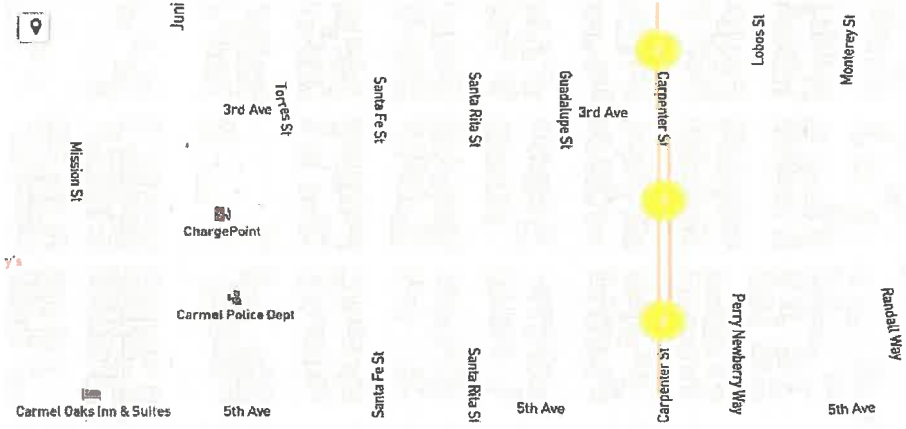 Juni
Lobos St
Monterey St
Torres St
Santa Fe St
Santa Rita St
Guadalupe St
Carpenter St
3rd Ave
3rd Ave
Mission St
ChargePoint
y's
Carmel Police Dept
Perry Newberry Way
Randall Way
Santa Fe St
Santa Rita St
Carpenter St
Carmel Oaks Inn & Suites
5th Ave
5th Ave
5th Ave